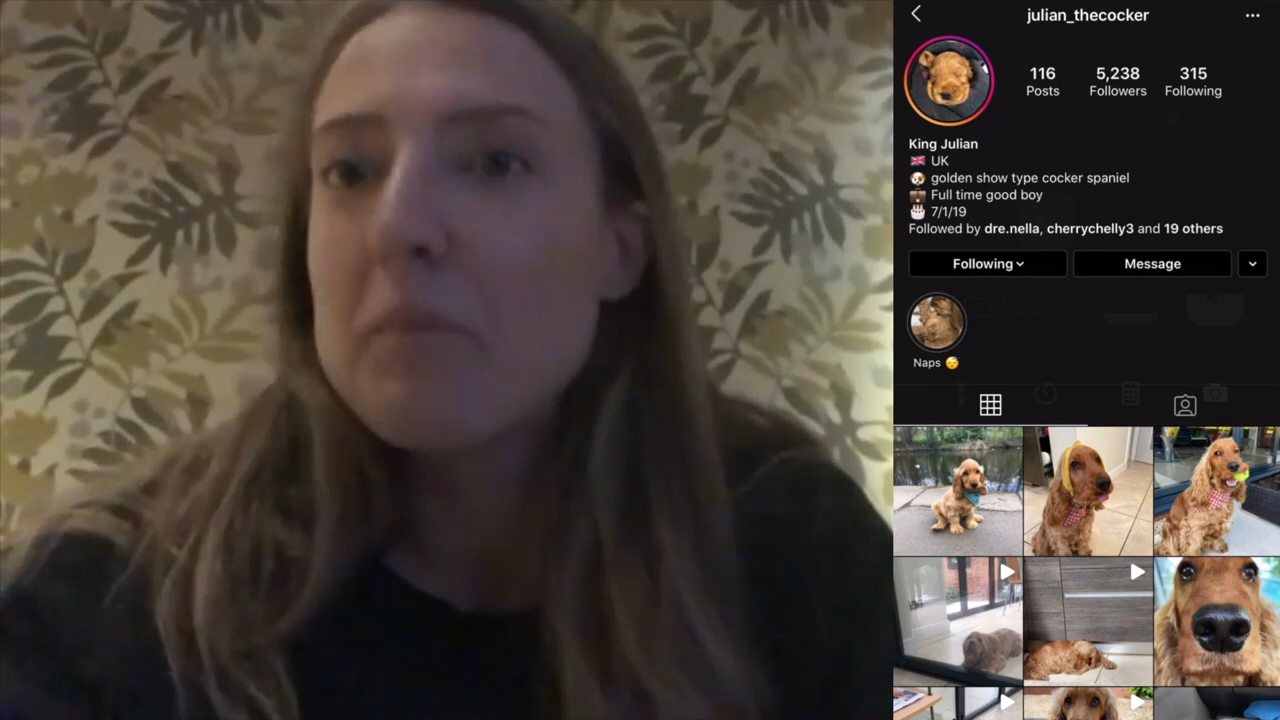 julian_thecocker
116 5,238 315
Posts Followers Following
King Julian
🇬🇧 UK
🐶 golden show type cocker spaniel
💼 Full time good boy
🎂 7/1/19
Followed by dre.nella, cherrychelly3 and 19 others
Following Message
Naps 😴